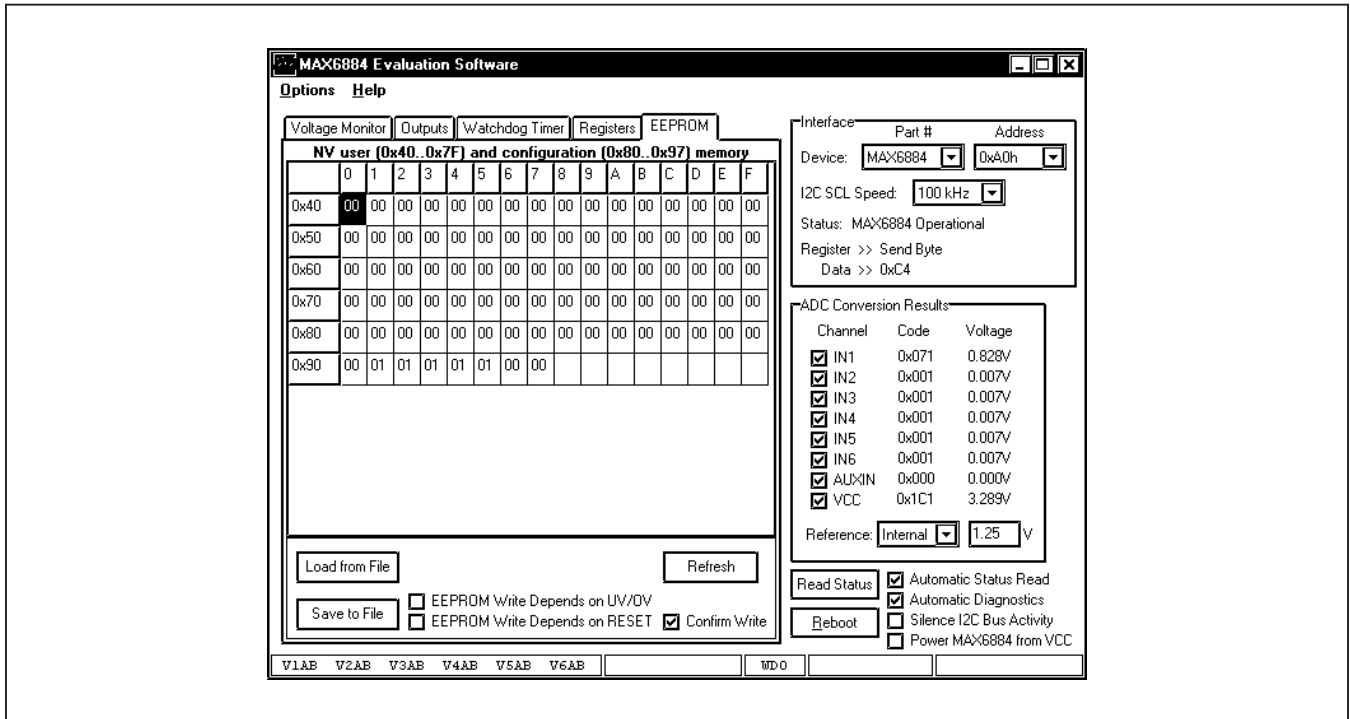 MAX6884 Evaluation Software
Options Help
Voltage Monitor Outputs Watchdog Timer Registers EEPROM
NV user (0x40..0x7F) and configuration (0x80..0x97) memory
0 1 2 3 4 5 6 7 8 9 A B C D E F
0x40 00 00 00 00 00 00 00 00 00 00 00 00 00 00 00 00
0x50 00 00 00 00 00 00 00 00 00 00 00 00 00 00 00 00
0x60 00 00 00 00 00 00 00 00 00 00 00 00 00 00 00 00
0x70 00 00 00 00 00 00 00 00 00 00 00 00 00 00 00 00
0x80 00 00 00 00 00 00 00 00 00 00 00 00 00 00 00 00
0x90 00 01 01 01 01 01 00 00
Load from File
Refresh
Save to File
EEPROM Write Depends on UV/OV
EEPROM Write Depends on RESET Confirm Write
Interface
Part # Address
Device: MAX6884 0xA0h
I2C SCL Speed: 100 kHz
Status: MAX6884 Operational
Register >> Send Byte
Data >> 0xC4
ADC Conversion Results
Channel Code Voltage
IN1 0x071 0.828V
IN2 0x001 0.007V
IN3 0x001 0.007V
IN4 0x001 0.007V
IN5 0x001 0.007V
IN6 0x001 0.007V
AUXIN 0x000 0.000V
VCC 0x1C1 3.289V
Reference: Internal 1.25 V
Read Status
Automatic Status Read
Automatic Diagnostics
Reboot
Silence I2C Bus Activity
Power MAX6884 from VCC
V1AB V2AB V3AB V4AB V5AB V6AB WDO